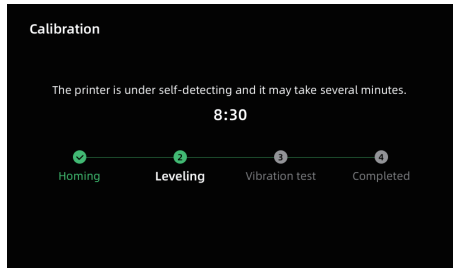 Calibration
The printer is under self-detecting and it may take several minutes.
8:30
2 3 4
Homing Leveling Vibration test Completed